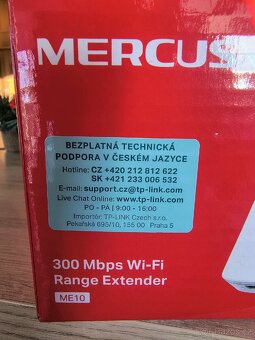 MERCUS
BEZPLATNÁ TECHNICKÁ
PODPORA V ČESKÉM JAZYCE
Hotline: CZ +420 212 812 622
SK +421 233 006 532
E-mail: support.cz@tp-link.com
Live Chat Online: www.tp-link.cz
PO - PÁ | 9:00 - 16:00
Importér: TP-LINK Czech s.r.o.
Pekařská 695/10, 155 00 Praha 5
300 Mbps Wi-Fi
Range Extender
ME10